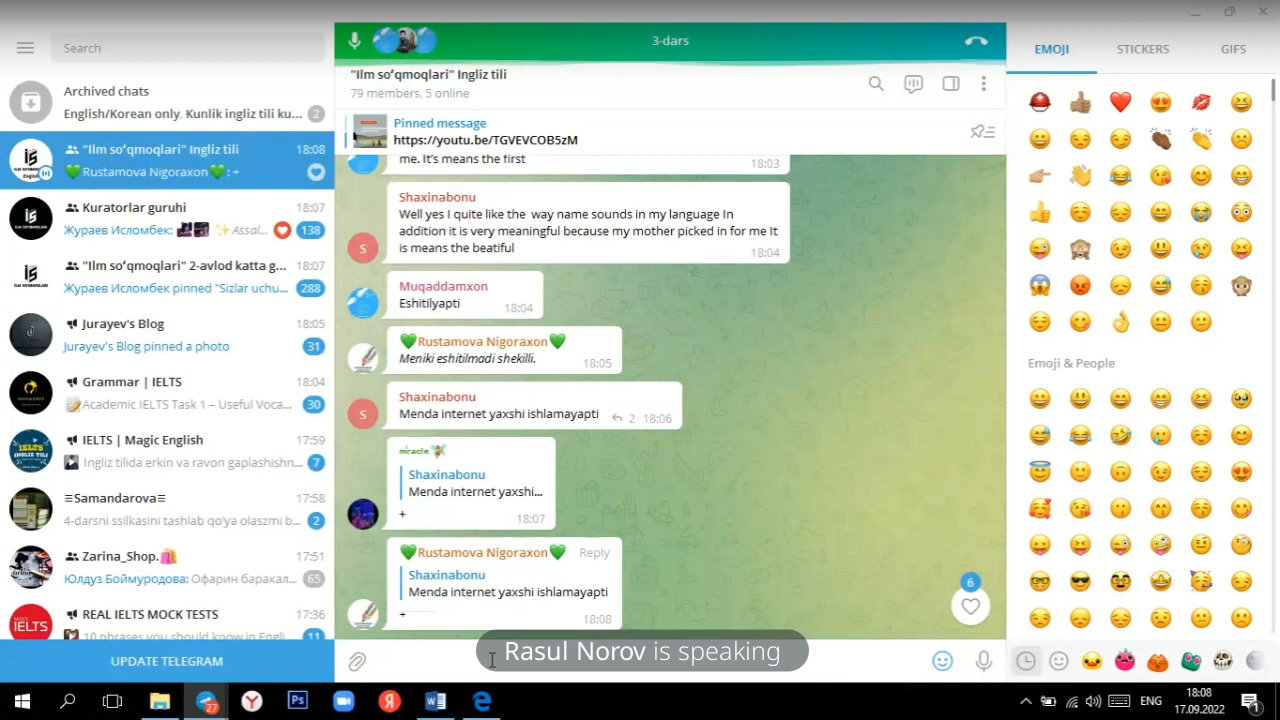 Search
Archived chats
English/Korean only, Kunlik ingliz tili ku...
2
"Ilm soʻqmoqlari" Ingliz tili
18:08
Rustamova Nigoraxon : +
Kuratorlar guruhi
18:07
Жураев Исломбек: Assal...
138
"Ilm soʻqmoqlari" 2-avlod katta g...
18:07
Жураев Исломбек pinned "Sizlar uchu...
288
Jurayev's Blog
18:05
Jurayev's Blog pinned a photo
31
Grammar | IELTS
18:04
Academic IELTS Task 1 – Useful Voca...
30
IELTS | Magic English
17:59
Ingliz tilida erkin va ravon gaplashishn...
7
≡Samandarova≡
17:58
4-darsni ssilkasini tashlab qo'ya olaszmi b...
2
Zarina_Shop.
17:51
Юлдуз Боймуродова: Офарин баракал...
65
REAL IELTS MOCK TESTS
17:36
10 phrases you should know in Engli...
11
UPDATE TELEGRAM
3-dars
"Ilm soʻqmoqlari" Ingliz tili
79 members, 5 online
Pinned message
https://youtu.be/TGVEVCOB5zM
me. It's means the first
18:03
Shaxinabonu
Well yes I quite like the way name sounds in my language In
addition it is very meaningful because my mother picked in for me It
is means the beatiful
18:04
S
Muqaddamxon
Eshitilyapti
18:04
Rustamova Nigoraxon
Meniki eshitilmadi shekilli.
18:05
Shaxinabonu
Menda internet yaxshi ishlamayapti
2 18:06
S
miracle
Shaxinabonu
Menda internet yaxshi...
+
18:07
Rustamova Nigoraxon
Reply
Shaxinabonu
Menda internet yaxshi ishlamayapti
+
18:08
6
Rasul Norov is speaking
EMOJI
STICKERS
GIFS
Emoji & People
27
ENG
18:08
17.09.2022
1